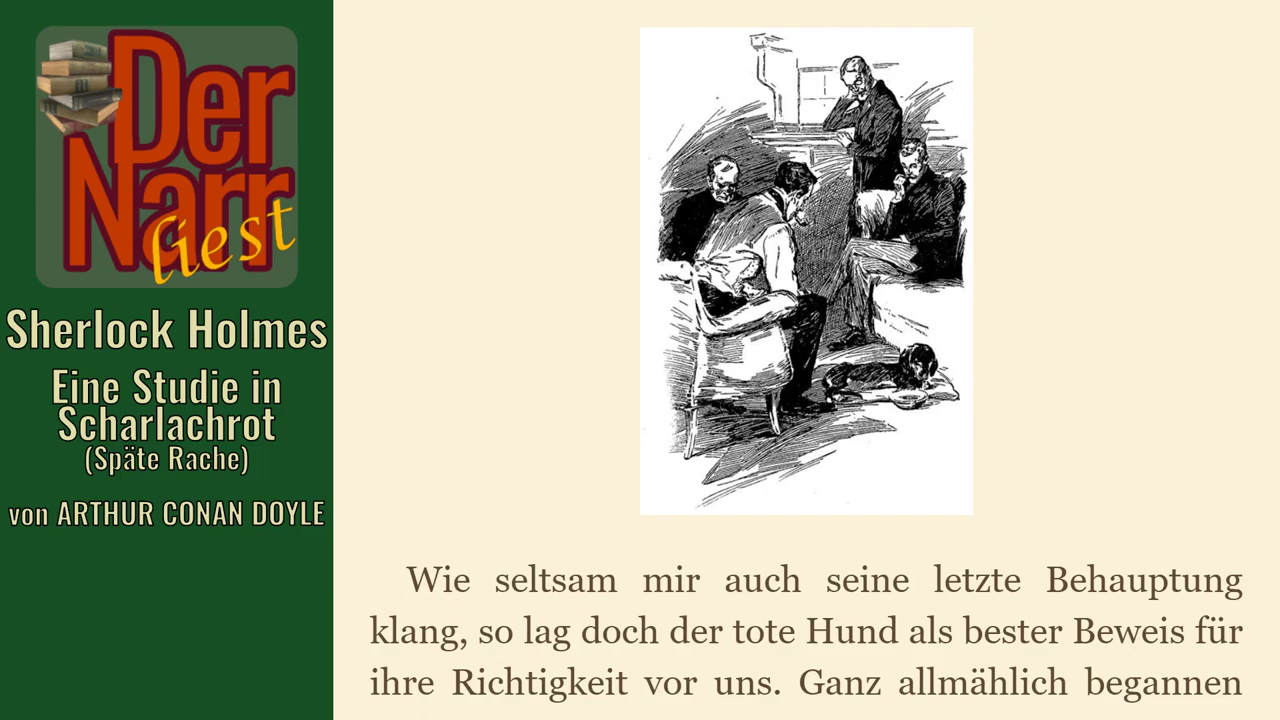 Der
Narr
liest
Sherlock Holmes
Eine Studie in
Scharlachrot
(Späte Rache)
von ARTHUR CONAN DOYLE
Wie seltsam mir auch seine letzte Behauptung
klang, so lag doch der tote Hund als bester Beweis für
ihre Richtigkeit vor uns. Ganz allmählich begannen